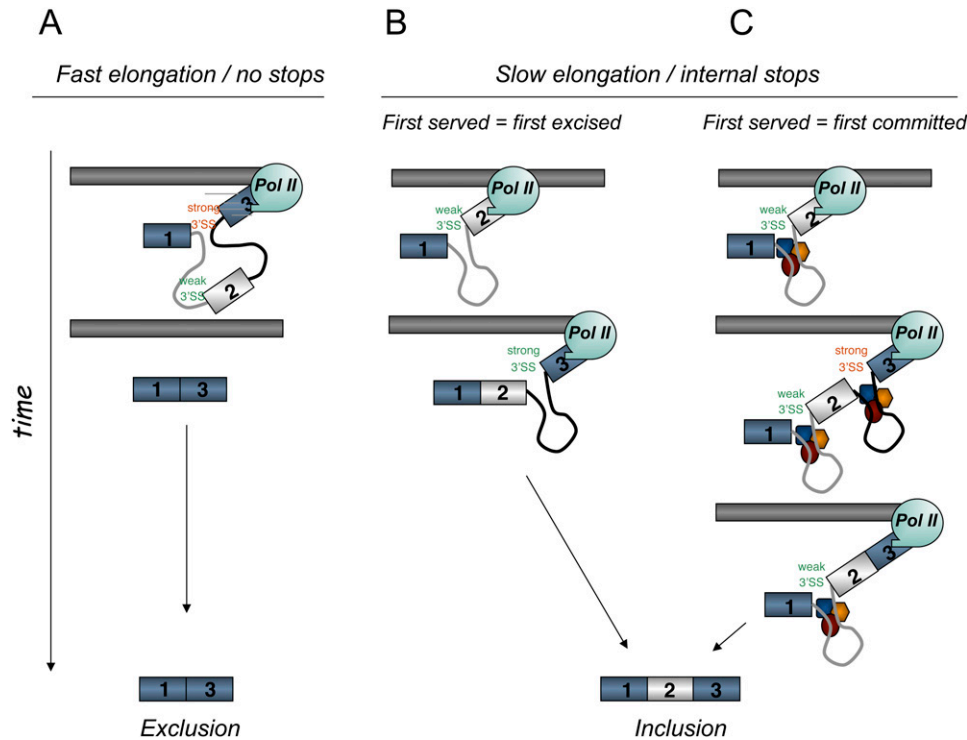 A
B
C
Fast elongation / no stops
Slow elongation / internal stops
First served = first excised
First served = first committed
time
Pol II
3
strong
3'SS
1
weak
3'SS
2
1 3
1 3
Exclusion
Pol II
weak
3'SS
2
1
Pol II
strong
3'SS
3
1 2
Pol II
weak
3'SS
2
1
Pol II
strong
3'SS
3
weak
3'SS
2
1
Pol II
3
weak
3'SS
2
1
1 2 3
Inclusion